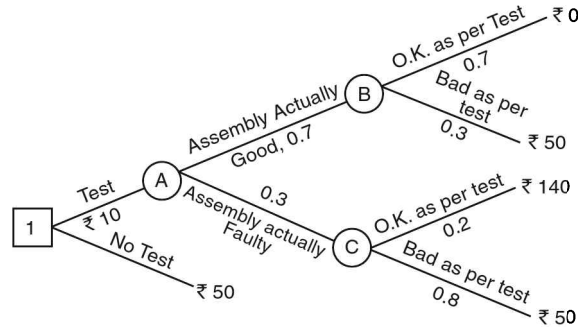 O.K. as per Test
0.7
₹ 0
Bad as per
test
0.3
₹ 50
B
Assembly Actually
Good, 0.7
Test
₹ 10
A
1
No Test
₹ 50
0.3
Assembly actually
Faulty
C
O.K. as per test
0.2
₹ 140
Bad as per test
0.8
₹ 50